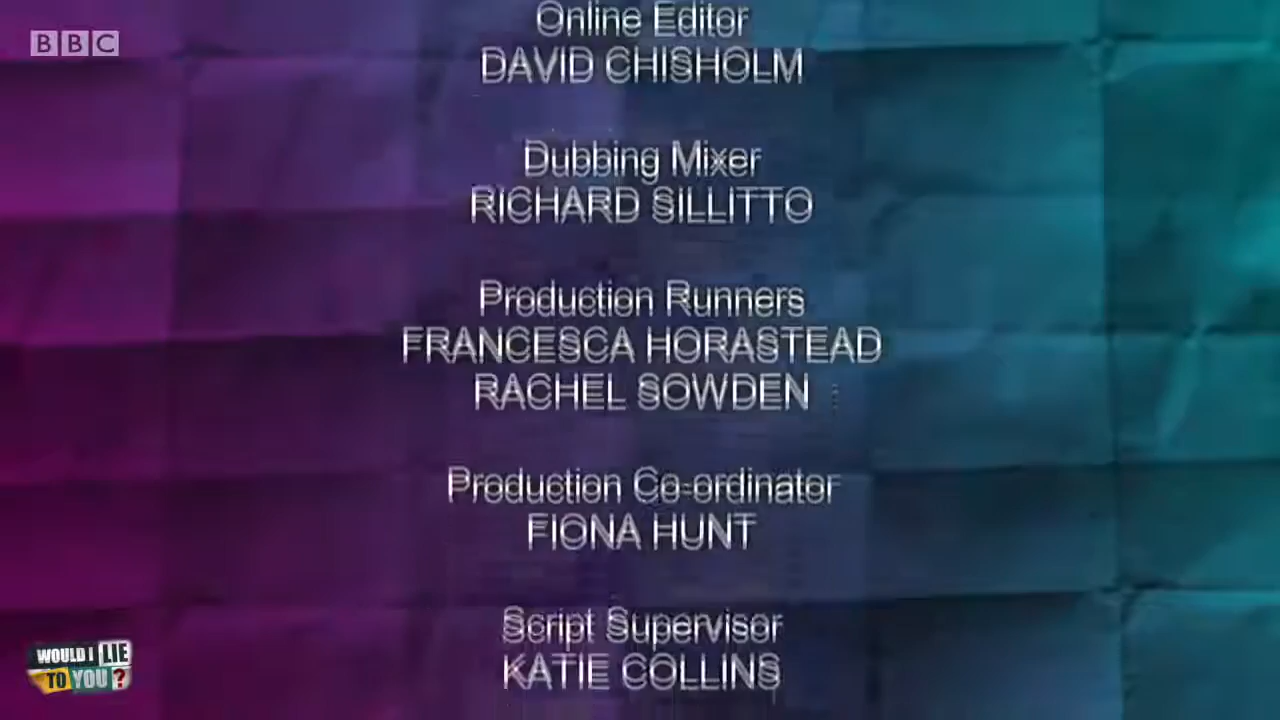 BBC
Online Editor
DAVID CHISHOLM
Dubbing Mixer
RICHARD SILLITTO
Production Runners
FRANCESCA HORASTEAD
RACHEL SOWDEN
Production Co-ordinator
FIONA HUNT
Script Supervisor
KATIE COLLINS
WOULD I LIE
TO YOU?